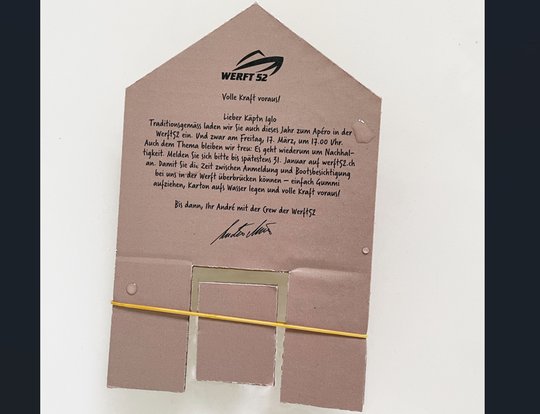 WERFT 52
Volle Kraft voraus!
Lieber Käptn Iglo
Traditionsgemäss laden wir Sie auch dieses Jahr zum Apéro in der
Werft52 ein. Und zwar am Freitag, 17. März, um 17.00 Uhr.
Auch dem Thema bleiben wir treu: Es geht wiederum um Nachhal-
tigkeit. Melden Sie sich bitte bis spätestens 31. Januar auf werft52.ch
an. Damit Sie die Zeit zwischen Anmeldung und Bootsbesichtigung
bei uns in der Werft überbrücken können – einfach Gummi
aufziehen, Karton aufs Wasser legen und volle Kraft voraus!
Bis dann, Ihr André mit der Crew der Werft52